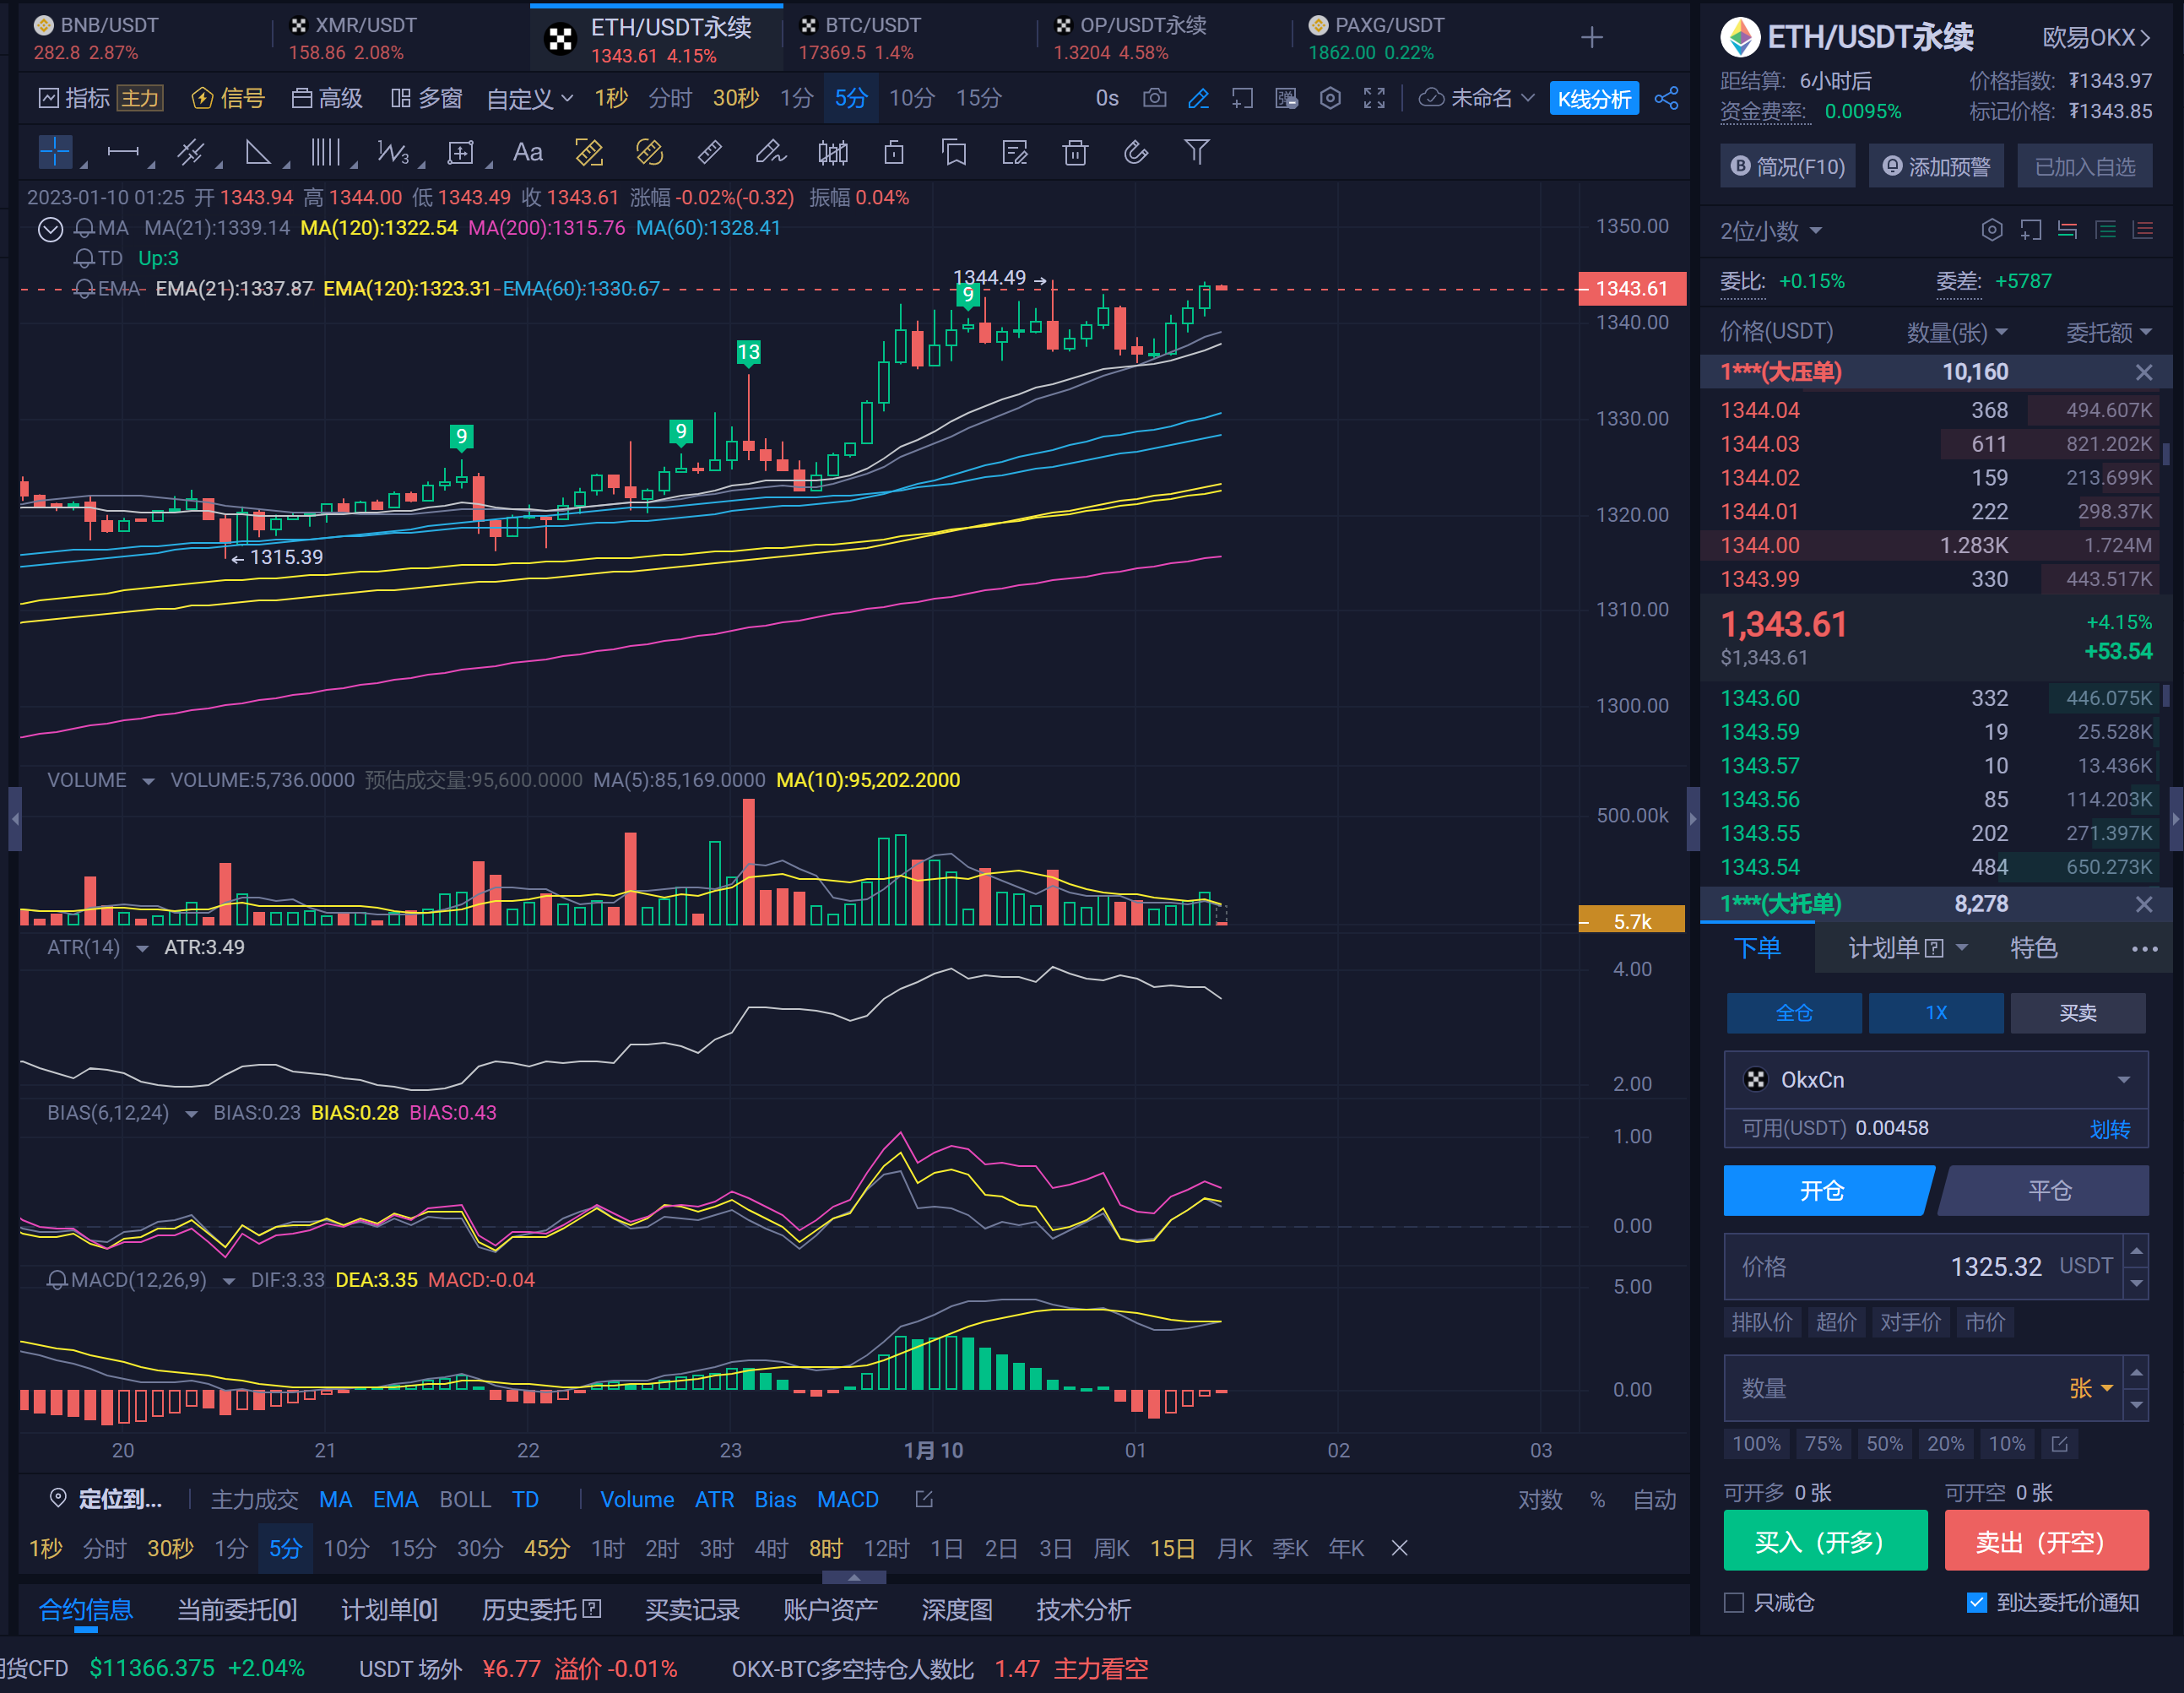 BNB/USDT
282.8 2.87%
XMR/USDT
158.86 2.08%
ETH/USDT永续
1343.61 4.15%
BTC/USDT
17369.5 1.4%
OP/USDT永续
1.3204 4.58%
PAXG/USDT
1862.00 0.22%
指标 主力 信号 高级 多窗 自定义 1秒 分时 30秒 1分 5分 10分 15分 0s 未命名 K线分析
Aa
2023-01-10 01:25 开 1343.94 高 1344.00 低 1343.49 收 1343.61 涨幅 -0.02%(-0.32) 振幅 0.04%
MA MA(21):1339.14 MA(120):1322.54 MA(200):1315.76 MA(60):1328.41
TD Up:3
EMA EMA(21):1337.87 EMA(120):1323.31 EMA(60):1330.67
1344.49
9
13
9
9
1315.39
1350.00
1343.61
1340.00
1330.00
1320.00
1310.00
1300.00
VOLUME VOLUME:5,736.0000 预估成交量:95,600.0000 MA(5):85,169.0000 MA(10):95,202.2000
500.00k
5.7k
ATR(14) ATR:3.49
4.00
2.00
BIAS(6,12,24) BIAS:0.23 BIAS:0.28 BIAS:0.43
1.00
0.00
MACD(12,26,9) DIF:3.33 DEA:3.35 MACD:-0.04
5.00
0.00
20 21 22 23 1月 10 01 02 03
定位到... 主力成交 MA EMA BOLL TD Volume ATR Bias MACD 对数 % 自动
1秒 分时 30秒 1分 5分 10分 15分 30分 45分 1时 2时 3时 4时 8时 12时 1日 2日 3日 周K 15日 月K 季K 年K
合约信息 当前委托[0] 计划单[0] 历史委托 买卖记录 账户资产 深度图 技术分析
货CFD $11366.375 +2.04% USDT 场外 ¥6.77 溢价 -0.01% OKX-BTC多空持仓人数比 1.47 主力看空
ETH/USDT永续 欧易OKX
距结算: 6小时后 价格指数: ₮1343.97
资金费率: 0.0095% 标记价格: ₮1343.85
B 简况(F10) 添加预警 已加入自选
2位小数
委比: +0.15% 委差: +5787
价格(USDT) 数量(张) 委托额
1***(大压单) 10,160
1344.04 368 494.607K
1344.03 611 821.202K
1344.02 159 213.699K
1344.01 222 298.37K
1344.00 1.283K 1.724M
1343.99 330 443.517K
1,343.61 +4.15%
$1,343.61 +53.54
1343.60 332 446.075K
1343.59 19 25.528K
1343.57 10 13.436K
1343.56 85 114.203K
1343.55 202 271.397K
1343.54 484 650.273K
1***(大托单) 8,278
下单 计划单 ? 特色
全仓 1X 买卖
OkxCn
可用(USDT) 0.00458 划转
开仓 平仓
价格 1325.32 USDT
排队价 超价 对手价 市价
数量 张
100% 75% 50% 20% 10%
可开多 0 张 可开空 0 张
买入（开多） 卖出（开空）
只减仓 到达委托价通知